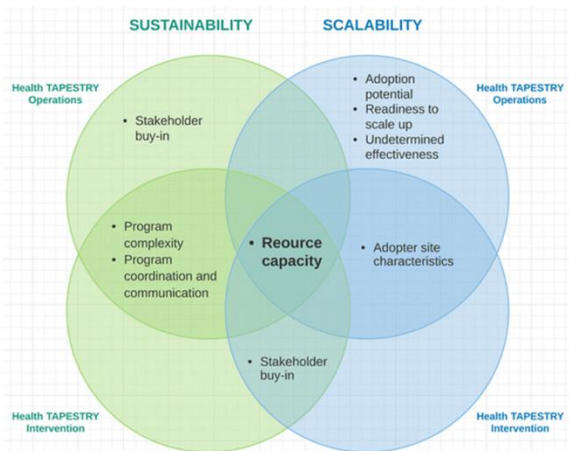 SUSTAINABILITY
SCALABILITY
Health TAPESTRY
Operations
Health TAPESTRY
Operations
• Stakeholder
buy-in
• Adoption
potential
• Readiness to
scale up
• Undetermined
effectiveness
• Program
complexity
• Program
coordination and
communication
• Reource
capacity
• Adopter site
characteristics
• Stakeholder
buy-in
Health TAPESTRY
Intervention
Health TAPESTRY
Intervention